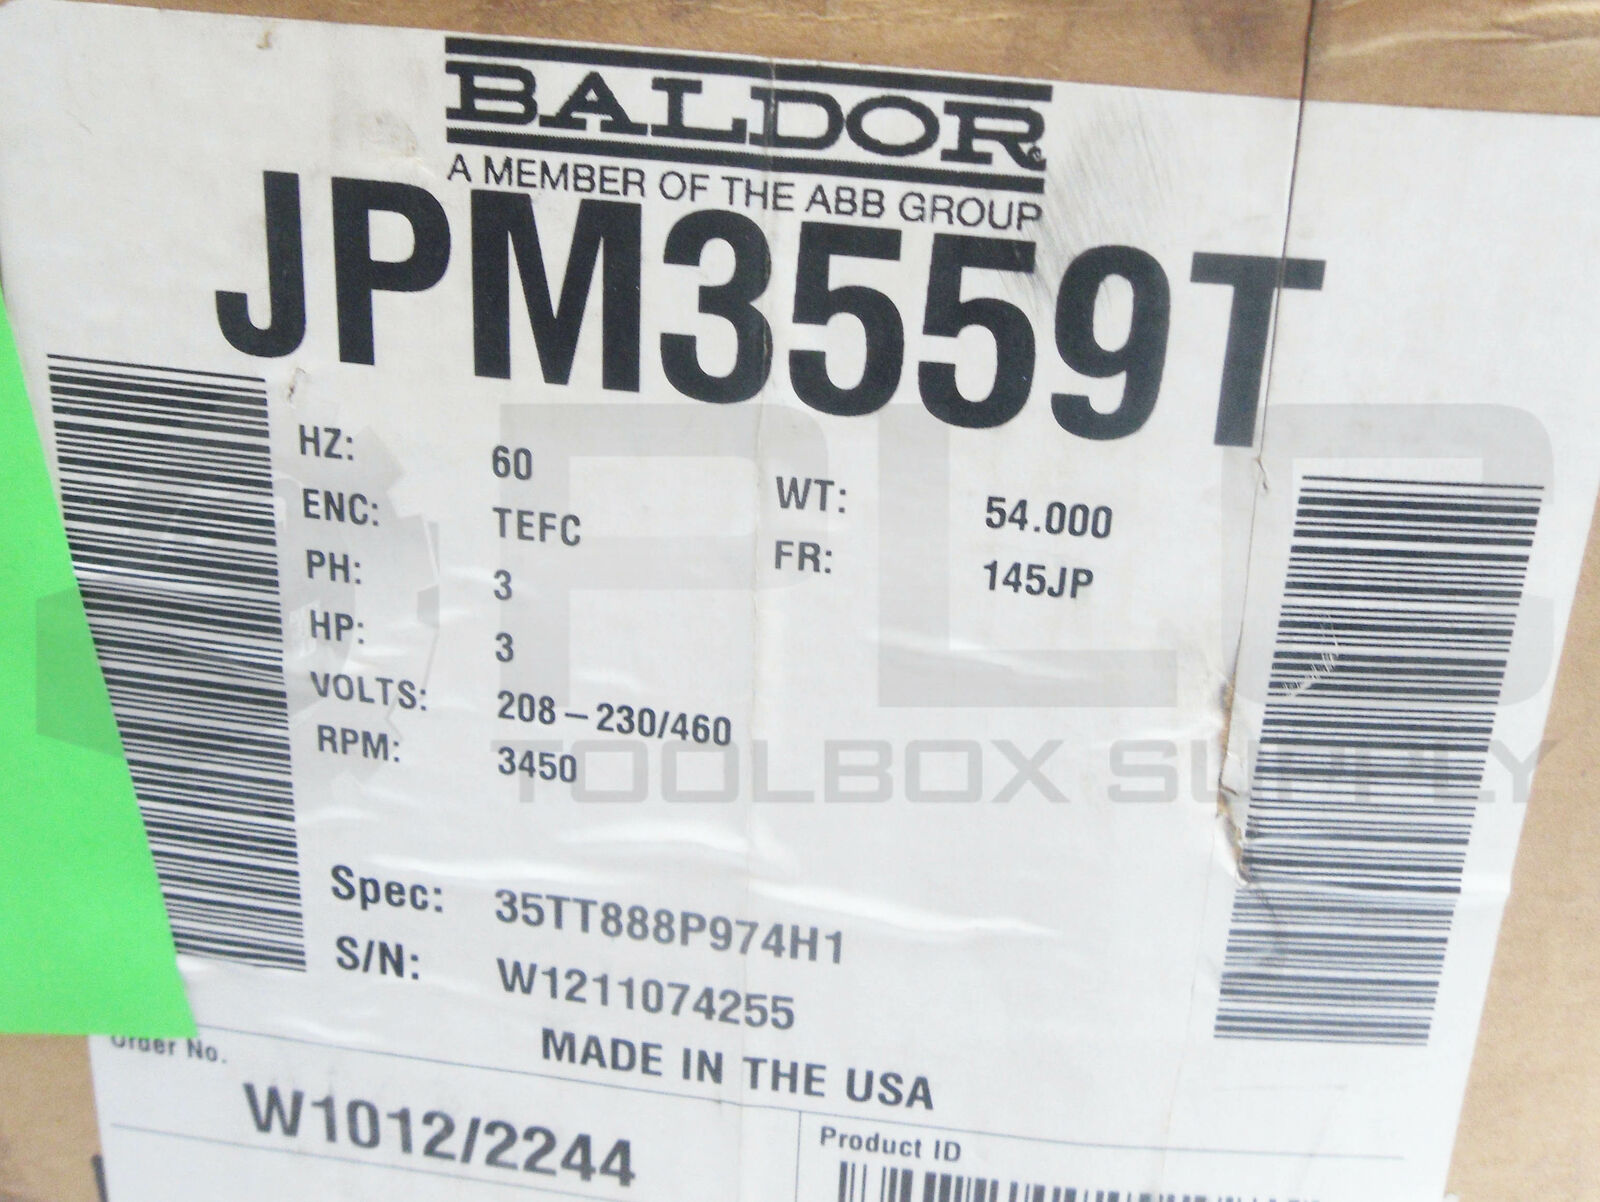 BALDOR
A MEMBER OF THE ABB GROUP
JPM3559T
HZ: 60
ENC: TEFC
PH: 3
HP: 3
VOLTS: 208-230/460
RPM: 3450
WT: 54.000
FR: 145JP
Spec: 35TT888P974H1
S/N: W1211074255
MADE IN THE USA
Order No.
W1012/2244
Product ID
PLC
TOOLBOX SUPPLY